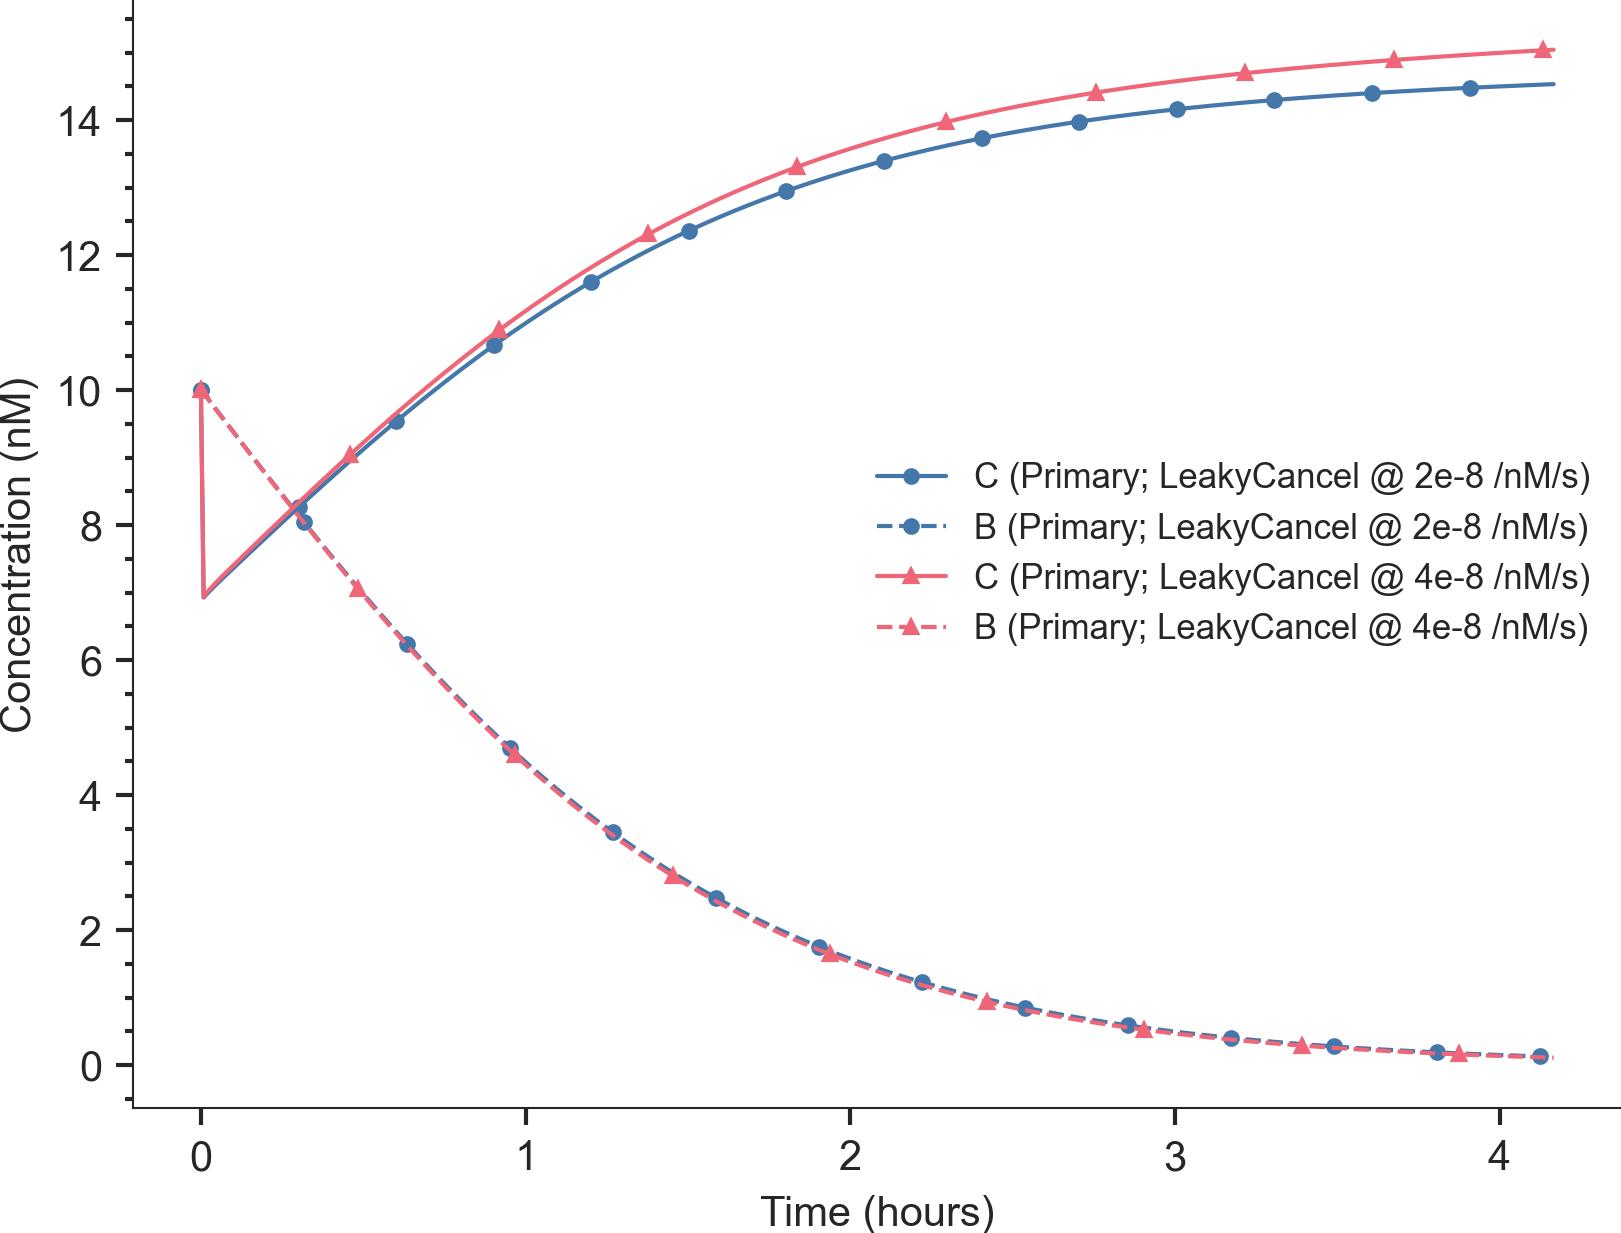 Concentration (nM)
14
12
10
8
6
4
2
0
C (Primary; LeakyCancel @ 2e-8 /nM/s)
B (Primary; LeakyCancel @ 2e-8 /nM/s)
C (Primary; LeakyCancel @ 4e-8 /nM/s)
B (Primary; LeakyCancel @ 4e-8 /nM/s)
0 1 2 3 4
Time (hours)